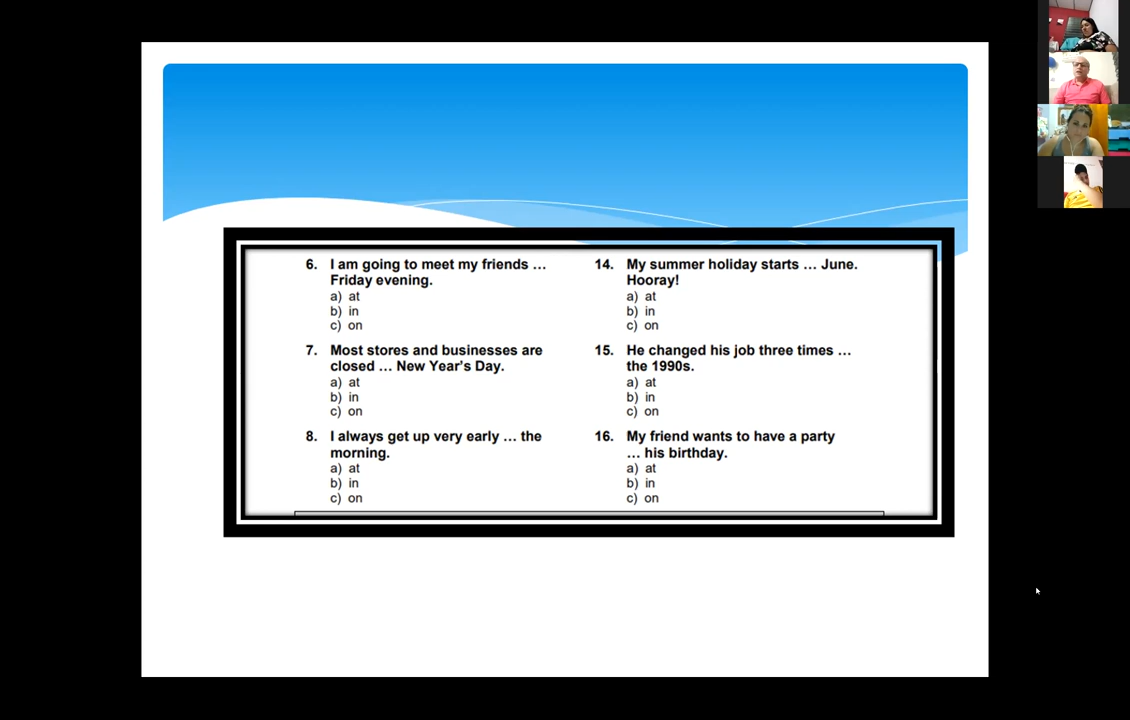 6. I am going to meet my friends …
Friday evening.
a) at
b) in
c) on
7. Most stores and businesses are
closed … New Year’s Day.
a) at
b) in
c) on
8. I always get up very early … the
morning.
a) at
b) in
c) on
14. My summer holiday starts … June.
Hooray!
a) at
b) in
c) on
15. He changed his job three times …
the 1990s.
a) at
b) in
c) on
16. My friend wants to have a party
… his birthday.
a) at
b) in
c) on